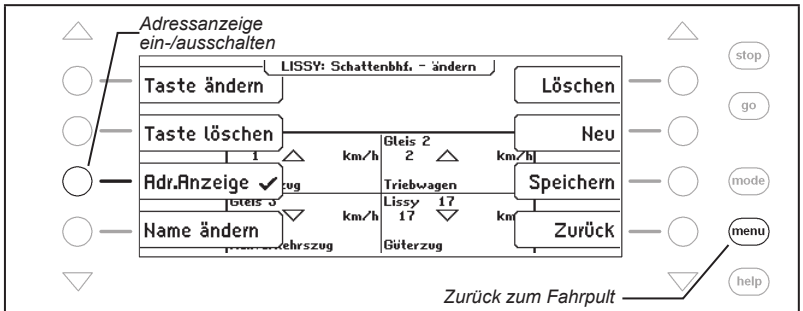 Adressanzeige
ein-/ausschalten
LISSY: Schattenbhf. - ändern
stop
Taste ändern
Löschen
go
Taste löschen
Neu
Gleis 2
1 km/h 2 km/h
Adr.Anzeige ✓
Triebwagen
Speichern
mode
Gleis 3
Lissy 17
km/h 17
Name ändern
Zurück
menu
Güterzug
help
Zurück zum Fahrpult